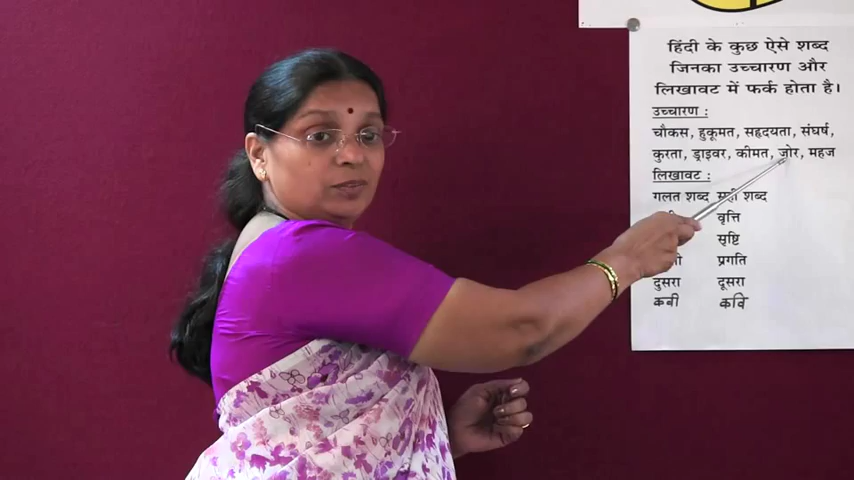 हिंदी के कुछ ऐसे शब्द
जिनका उच्चारण और
लिखावट में फर्क होता है।
उच्चारण :
चौकस, हुकूमत, सहृदयता, संघर्ष,
कुरता, ड्राइवर, कीमत, जोर, महज
लिखावट :
गलत शब्द सही शब्द
वृत्ति
सृष्टि
प्रगति
दुसरा दूसरा
कवी कवि